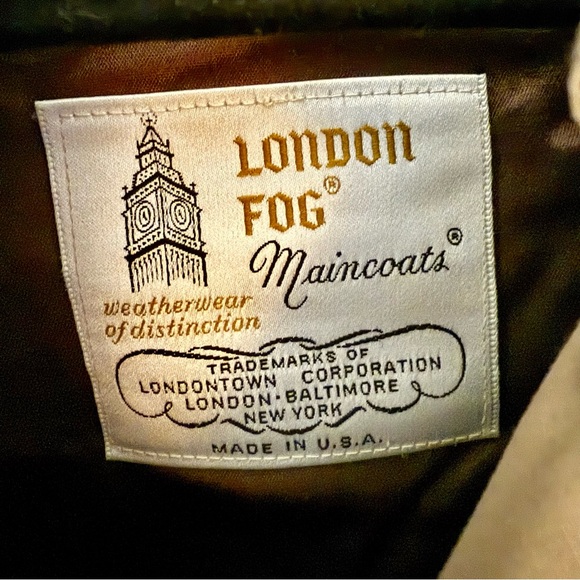 LONDON
FOG®
Maincoats®
weatherwear
of distinction
TRADEMARKS OF
LONDONTOWN CORPORATION
LONDON·BALTIMORE
NEW YORK
MADE IN U.S.A.